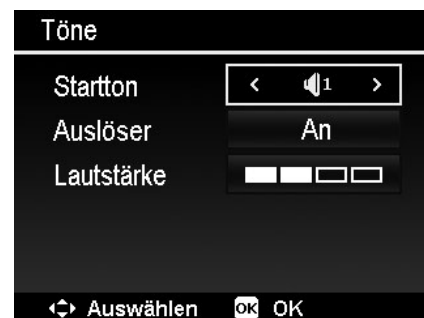 Töne
Startton < 1 >
Auslöser An
Lautstärke
Auswählen OK OK